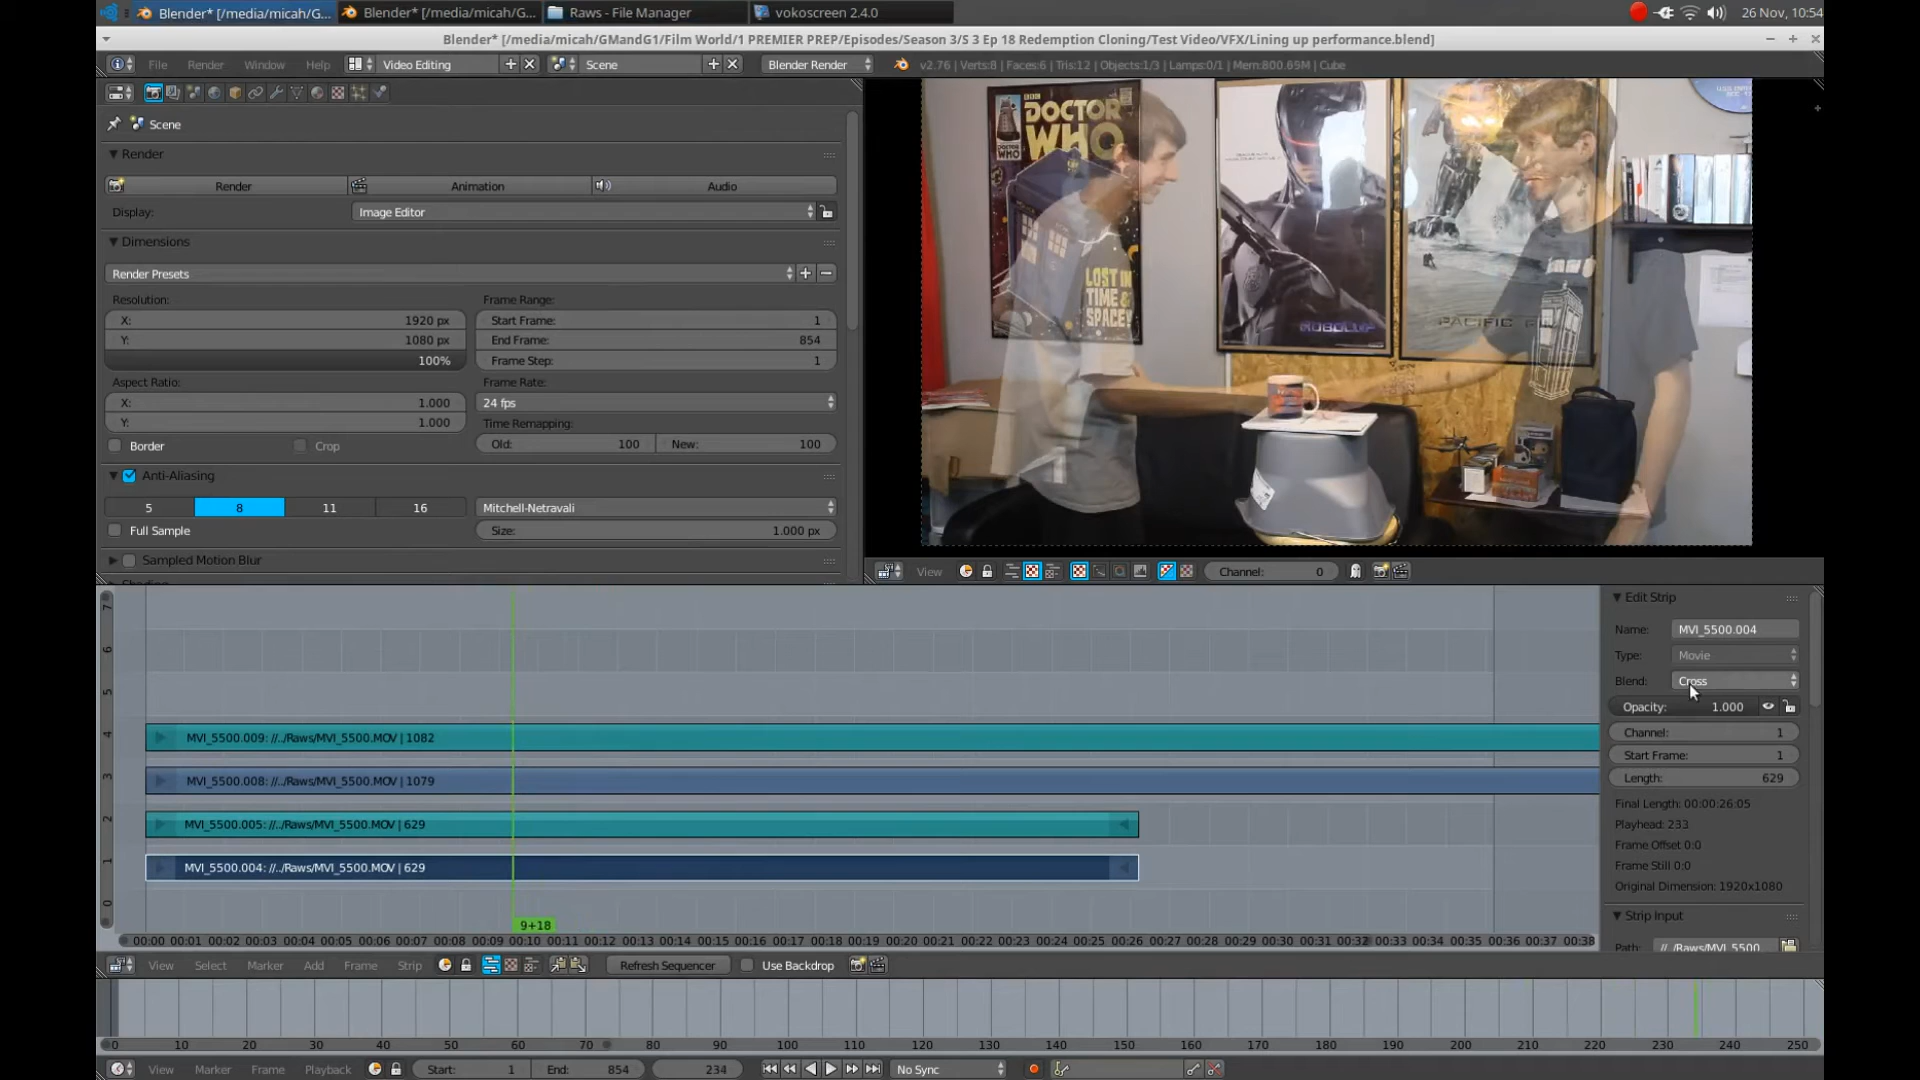 Blender* [/media/micah/G... Blender* [/media/micah/G... Raws - File Manager vokoscreen 2.4.0 26 Nov, 10:54
Blender* [/media/micah/GMandG1/Film World/1 PREMIER PREP/Episodes/Season 3/S 3 Ep 18 Redemption Cloning/Test Video/VFX/Lining up performance.blend]
File Render Window Help Video Editing Scene Blender Render v2.76 | Verts:8 | Faces:6 | Tris:12 | Objects:1/3 | Lamps:0/1 | Mem:800.65M | Cube
Scene
Render
Render Animation Audio
Display: Image Editor
Dimensions
Render Presets
Resolution: Frame Range:
X: 1920 px Start Frame: 1
Y: 1080 px End Frame: 854
100% Frame Step: 1
Aspect Ratio: Frame Rate:
X: 1.000 24 fps
Y: 1.000 Time Remapping:
Border Crop Old: 100 New: 100
Anti-Aliasing
5 8 11 16 Mitchell-Netravali
Full Sample Size: 1.000 px
Sampled Motion Blur
BBC
DOCTOR
WHO
LOST IN
TIME &
SPACE!
ROBOCOP
PACIFIC
View Channel: 0
7
6
5
4 MVI_5500.009: //../Raws/MVI_5500.MOV | 1082
3 MVI_5500.008: //../Raws/MVI_5500.MOV | 1079
2 MVI_5500.005: //../Raws/MVI_5500.MOV | 629
1 MVI_5500.004: //../Raws/MVI_5500.MOV | 629
0
9+18
00:00 00:01 00:02 00:03 00:04 00:05 00:06 00:07 00:08 00:09 00:10 00:11 00:12 00:13 00:14 00:15 00:16 00:17 00:18 00:19 00:20 00:21 00:22 00:23 00:24 00:25 00:26 00:27 00:28 00:29 00:30 00:31 00:32 00:33 00:34 00:35 00:36 00:37 00:38
Edit Strip
Name: MVI_5500.004
Type: Movie
Blend: Cross
Opacity: 1.000
Channel: 1
Start Frame: 1
Length: 629
Final Length: 00:00:26:05
Playhead: 233
Frame Offset 0:0
Frame Still 0:0
Original Dimension: 1920x1080
Strip Input
Path: //../Raws/MVI_5500
View Select Marker Add Frame Strip Refresh Sequencer Use Backdrop
0 10 20 30 40 50 60 70 80 90 100 110 120 130 140 150 160 170 180 190 200 210 220 230 240 250
View Marker Frame Playback Start: 1 End: 854 234 No Sync